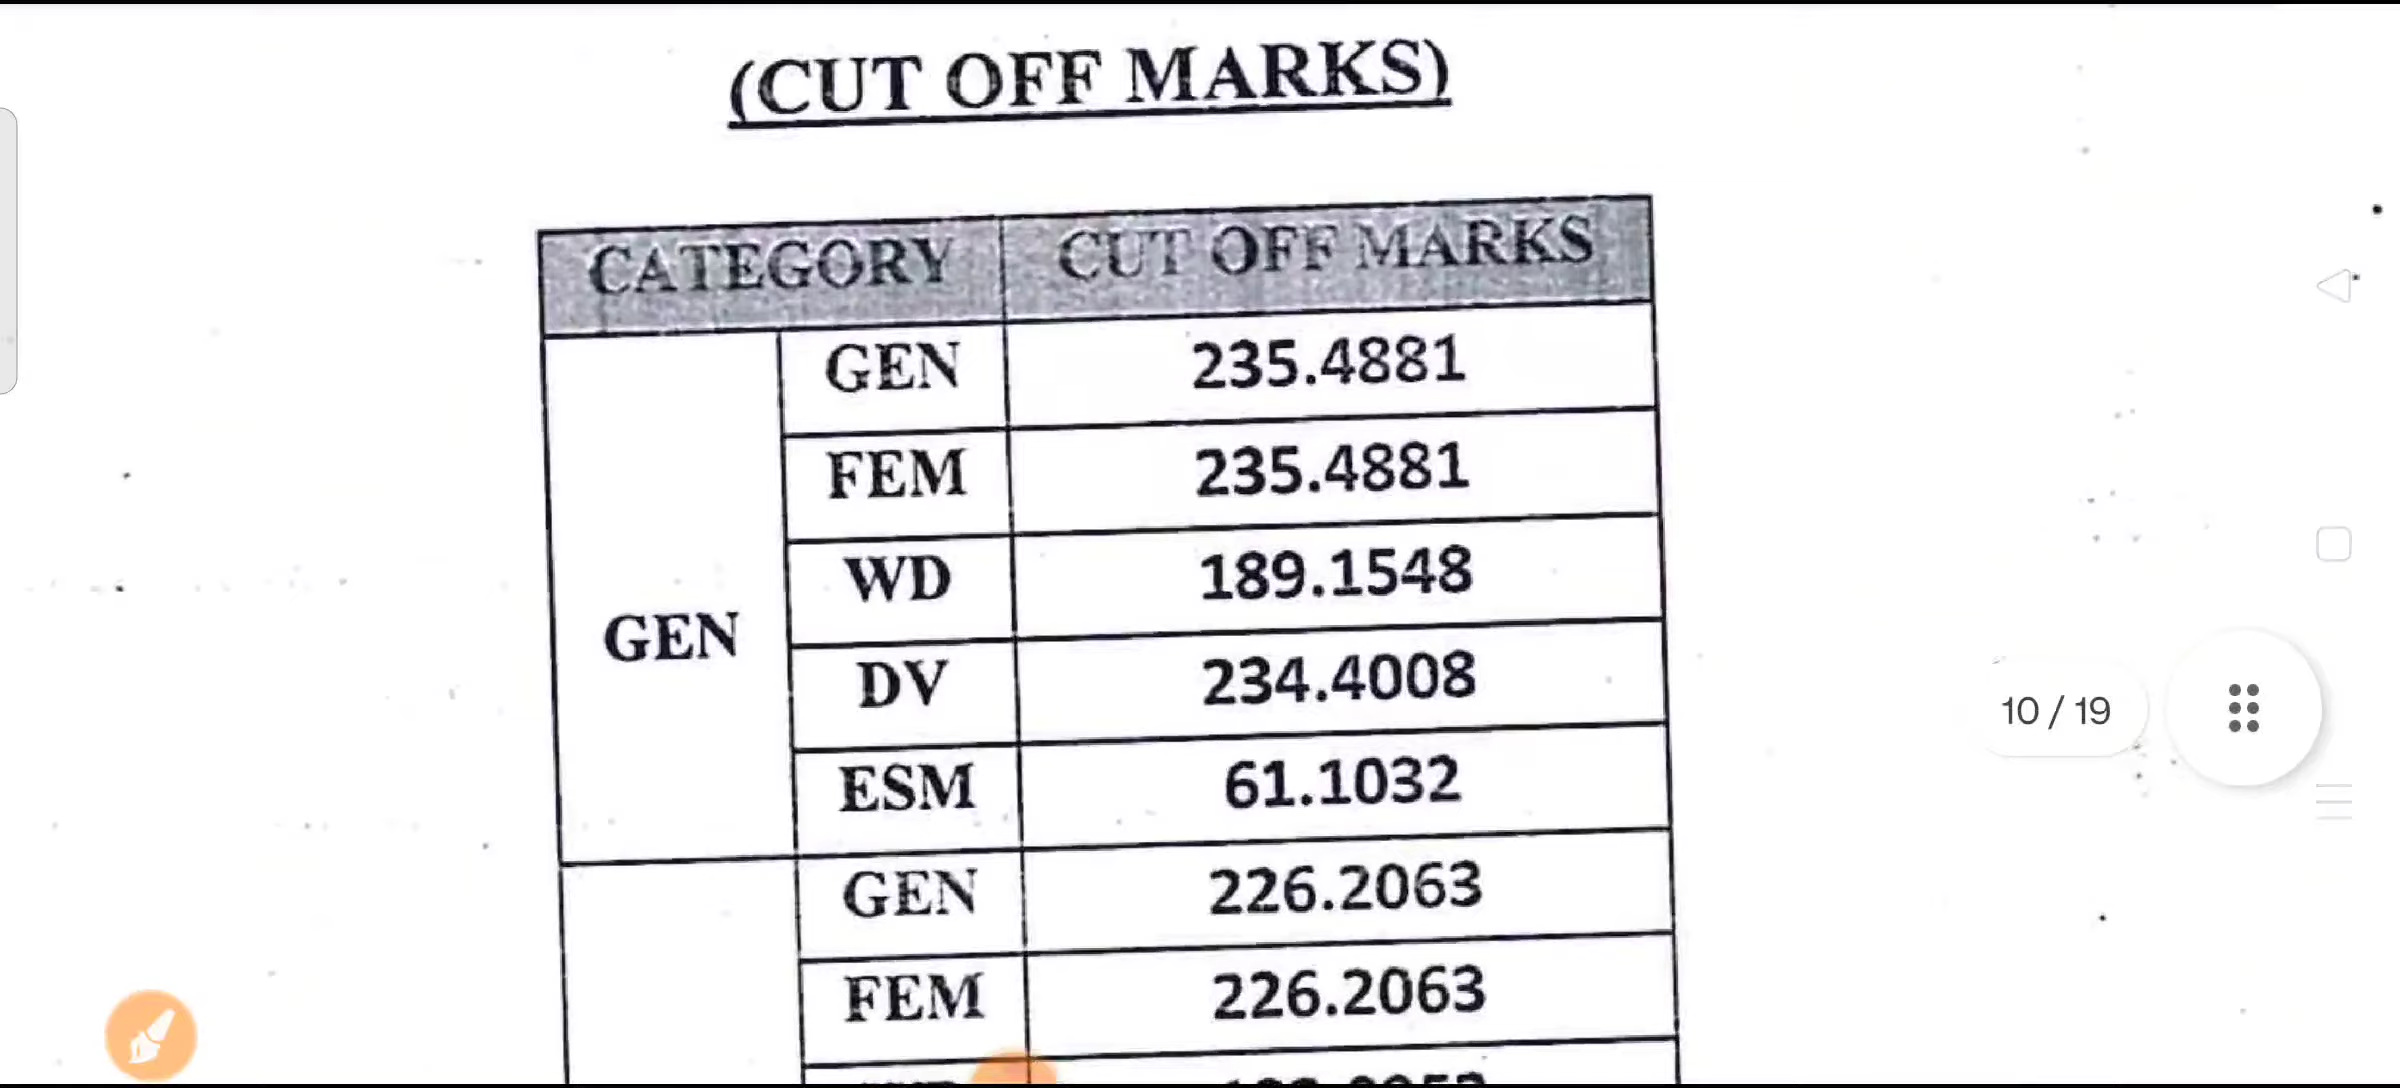 (CUT OFF MARKS)
CATEGORY CUT OFF MARKS
GEN 235.4881
FEM 235.4881
WD 189.1548
GEN
DV 234.4008
ESM 61.1032
GEN 226.2063
FEM 226.2063
10 / 19